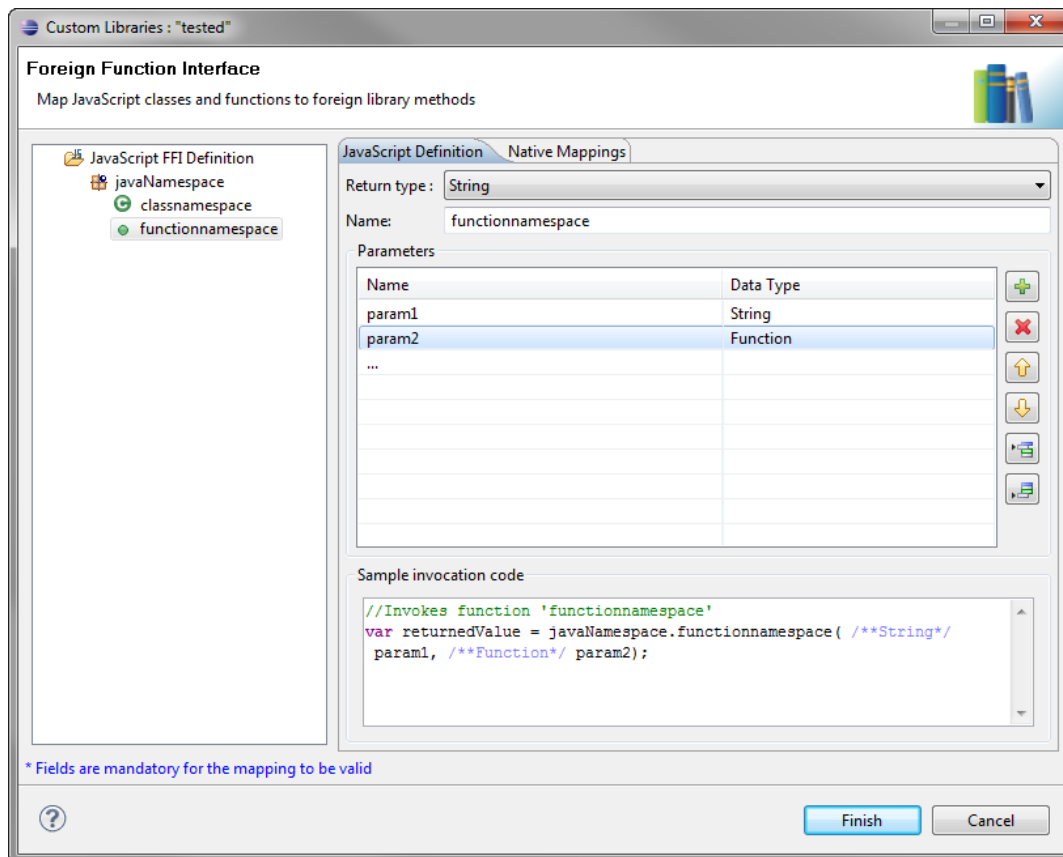 Custom Libraries : "tested"
Foreign Function Interface
Map JavaScript classes and functions to foreign library methods
JavaScript FFI Definition
javaNamespace
classnamespace
functionnamespace
JavaScript Definition Native Mappings
Return type : String
Name: functionnamespace
Parameters
Name Data Type
param1 String
param2 Function
...
Sample invocation code
//Invokes function 'functionnamespace'
var returnedValue = javaNamespace.functionnamespace( /**String*/
param1, /**Function*/ param2);
* Fields are mandatory for the mapping to be valid
Finish Cancel